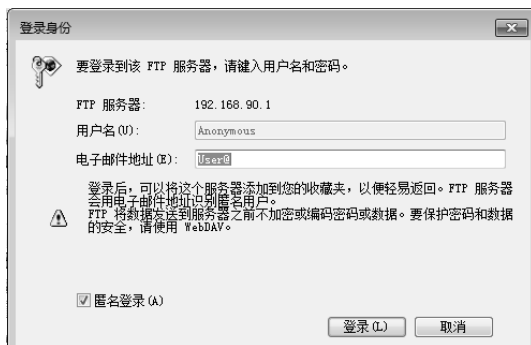 登录身份
要登录到该 FTP 服务器，请键入用户名和密码。
FTP 服务器: 192.168.90.1
用户名(U): Anonymous
电子邮件地址(E): User@
登录后，可以将这个服务器添加到您的收藏夹，以便轻易返回。FTP 服务器
会用电子邮件地址识别匿名用户。
FTP 将数据发送到服务器之前不加密或编码密码或数据。要保护密码和数据
的安全，请使用 WebDAV。
匿名登录(A)
登录(L) 取消